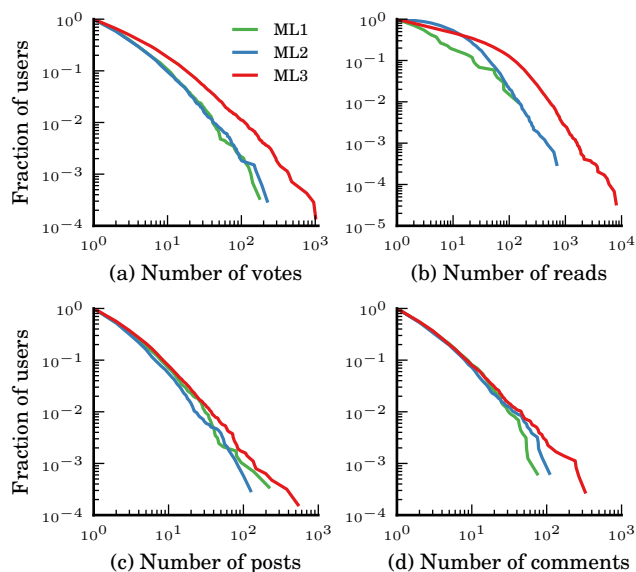 Fraction of users
10^0
10^-1
10^-2
10^-3
10^-4
10^0 10^1 10^2 10^3
ML1
ML2
ML3
(a) Number of votes
10^0
10^-1
10^-2
10^-3
10^-4
10^-5
10^0 10^1 10^2 10^3 10^4
(b) Number of reads
Fraction of users
10^0
10^-1
10^-2
10^-3
10^-4
10^0 10^1 10^2 10^3
(c) Number of posts
10^0
10^-1
10^-2
10^-3
10^-4
10^0 10^1 10^2 10^3
(d) Number of comments